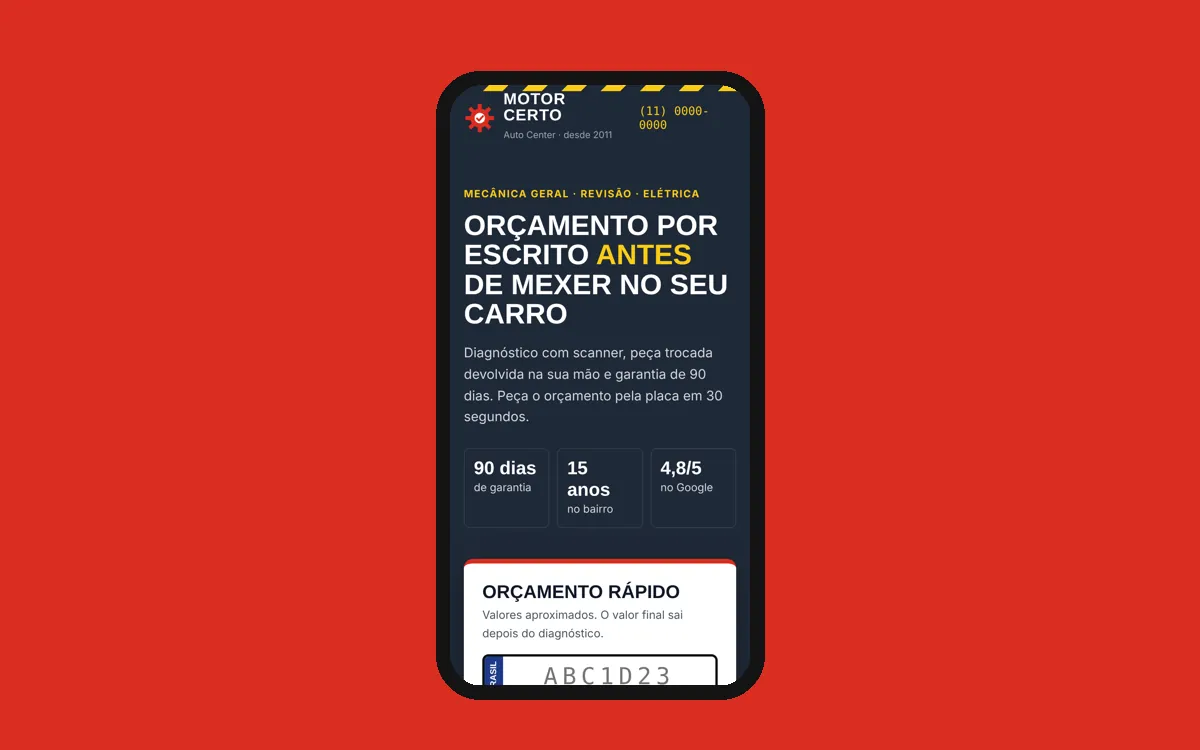 MOTOR
CERTO
Auto Center · desde 2011
(11) 0000-
0000
MECÂNICA GERAL · REVISÃO · ELÉTRICA
ORÇAMENTO POR
ESCRITO ANTES
DE MEXER NO SEU
CARRO
Diagnóstico com scanner, peça trocada
devolvida na sua mão e garantia de 90
dias. Peça o orçamento pela placa em 30
segundos.
90 dias
de garantia
15
anos
no bairro
4,8/5
no Google
ORÇAMENTO RÁPIDO
Valores aproximados. O valor final sai
depois do diagnóstico.
ABC1D23